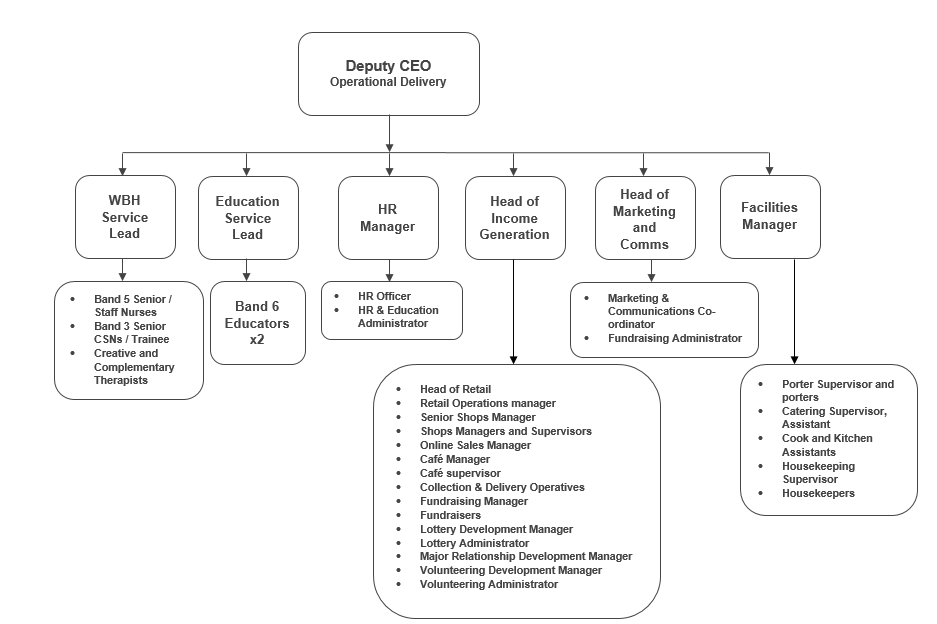 Deputy CEO
Operational Delivery
WBH
Service
Lead
Education
Service
Lead
HR
Manager
Head of
Income
Generation
Head of
Marketing
and
Comms
Facilities
Manager
• Band 5 Senior /
Staff Nurses
• Band 3 Senior
CSNs / Trainee
• Creative and
Complementary
Therapists
Band 6
Educators
x2
• HR Officer
• HR & Education
Administrator
• Head of Retail
• Retail Operations manager
• Senior Shops Manager
• Shops Managers and Supervisors
• Online Sales Manager
• Café Manager
• Café supervisor
• Collection & Delivery Operatives
• Fundraising Manager
• Fundraisers
• Lottery Development Manager
• Lottery Administrator
• Major Relationship Development Manager
• Volunteering Development Manager
• Volunteering Administrator
• Marketing &
Communications Co-
ordinator
• Fundraising Administrator
• Porter Supervisor and
porters
• Catering Supervisor,
Assistant
• Cook and Kitchen
Assistants
• Housekeeping
Supervisor
• Housekeepers